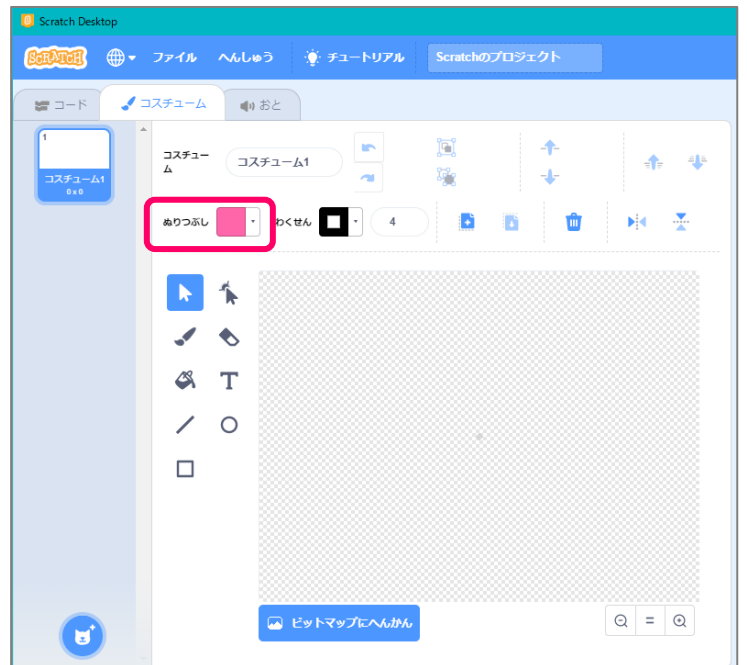 Scratch Desktop
SCRATCH ファイル へんしゅう チュートリアル Scratchのプロジェクト
コード コスチューム おと
1
コスチューム1
0 x 0
コスチュー
ム
コスチューム1
ぬりつぶし わくせん 4
T
ビットマップにへんかん
=